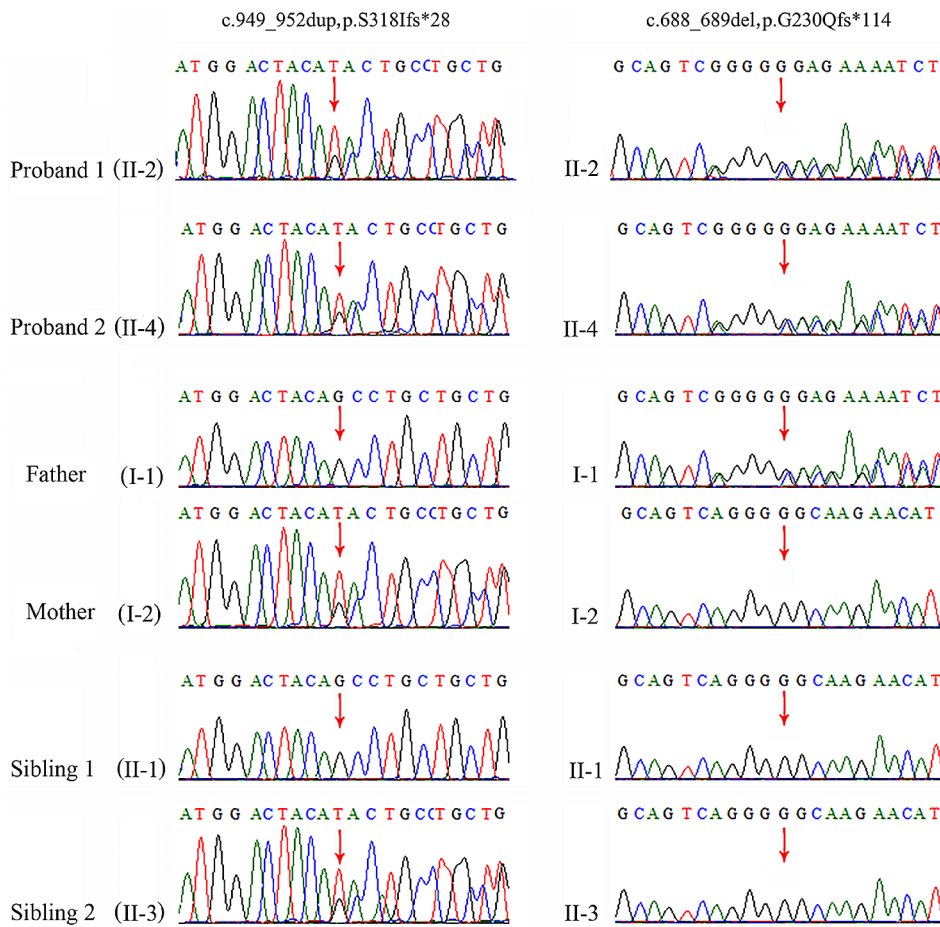 c.949_952dup,p.S318Ifs*28
c.688_689del,p.G230Qfs*114
ATGGACTACATACTGCCTGCTG
GCAGTCGGGGGGAGAAAATCT
Proband 1 (II-2)
II-2
ATGGACTACATACTGCCTGCTG
GCAGTCGGGGGGAGAAAATCT
Proband 2 (II-4)
II-4
ATGGACTACAGCCTGCTGCTG
GCAGTCGGGGGGAGAAAATCT
Father (I-1)
I-1
ATGGACTACATACTGCCTGCTG
GCAGTCAGGGGGCAAGAACAT
Mother (I-2)
I-2
ATGGACTACAGCCTGCTGCTG
GCAGTCAGGGGGCAAGAACAT
Sibling 1 (II-1)
II-1
ATGGACTACATACTGCCTGCTG
GCAGTCAGGGGGCAAGAACAT
Sibling 2 (II-3)
II-3